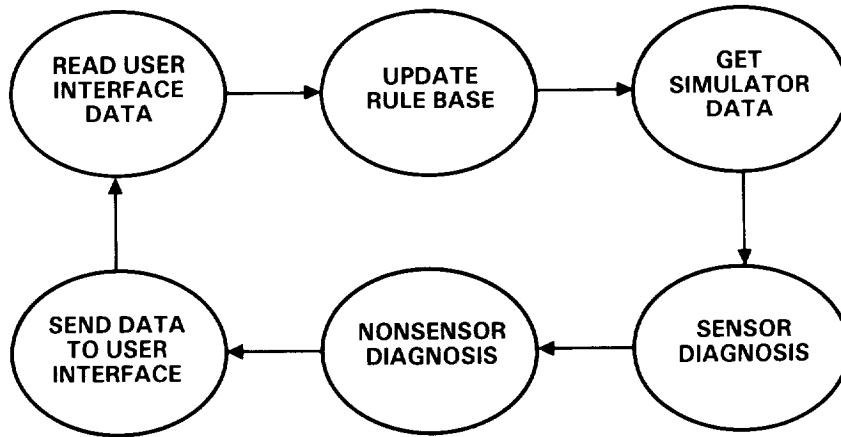 READ USER
INTERFACE
DATA
UPDATE
RULE BASE
GET
SIMULATOR
DATA
SENSOR
DIAGNOSIS
NONSENSOR
DIAGNOSIS
SEND DATA
TO USER
INTERFACE